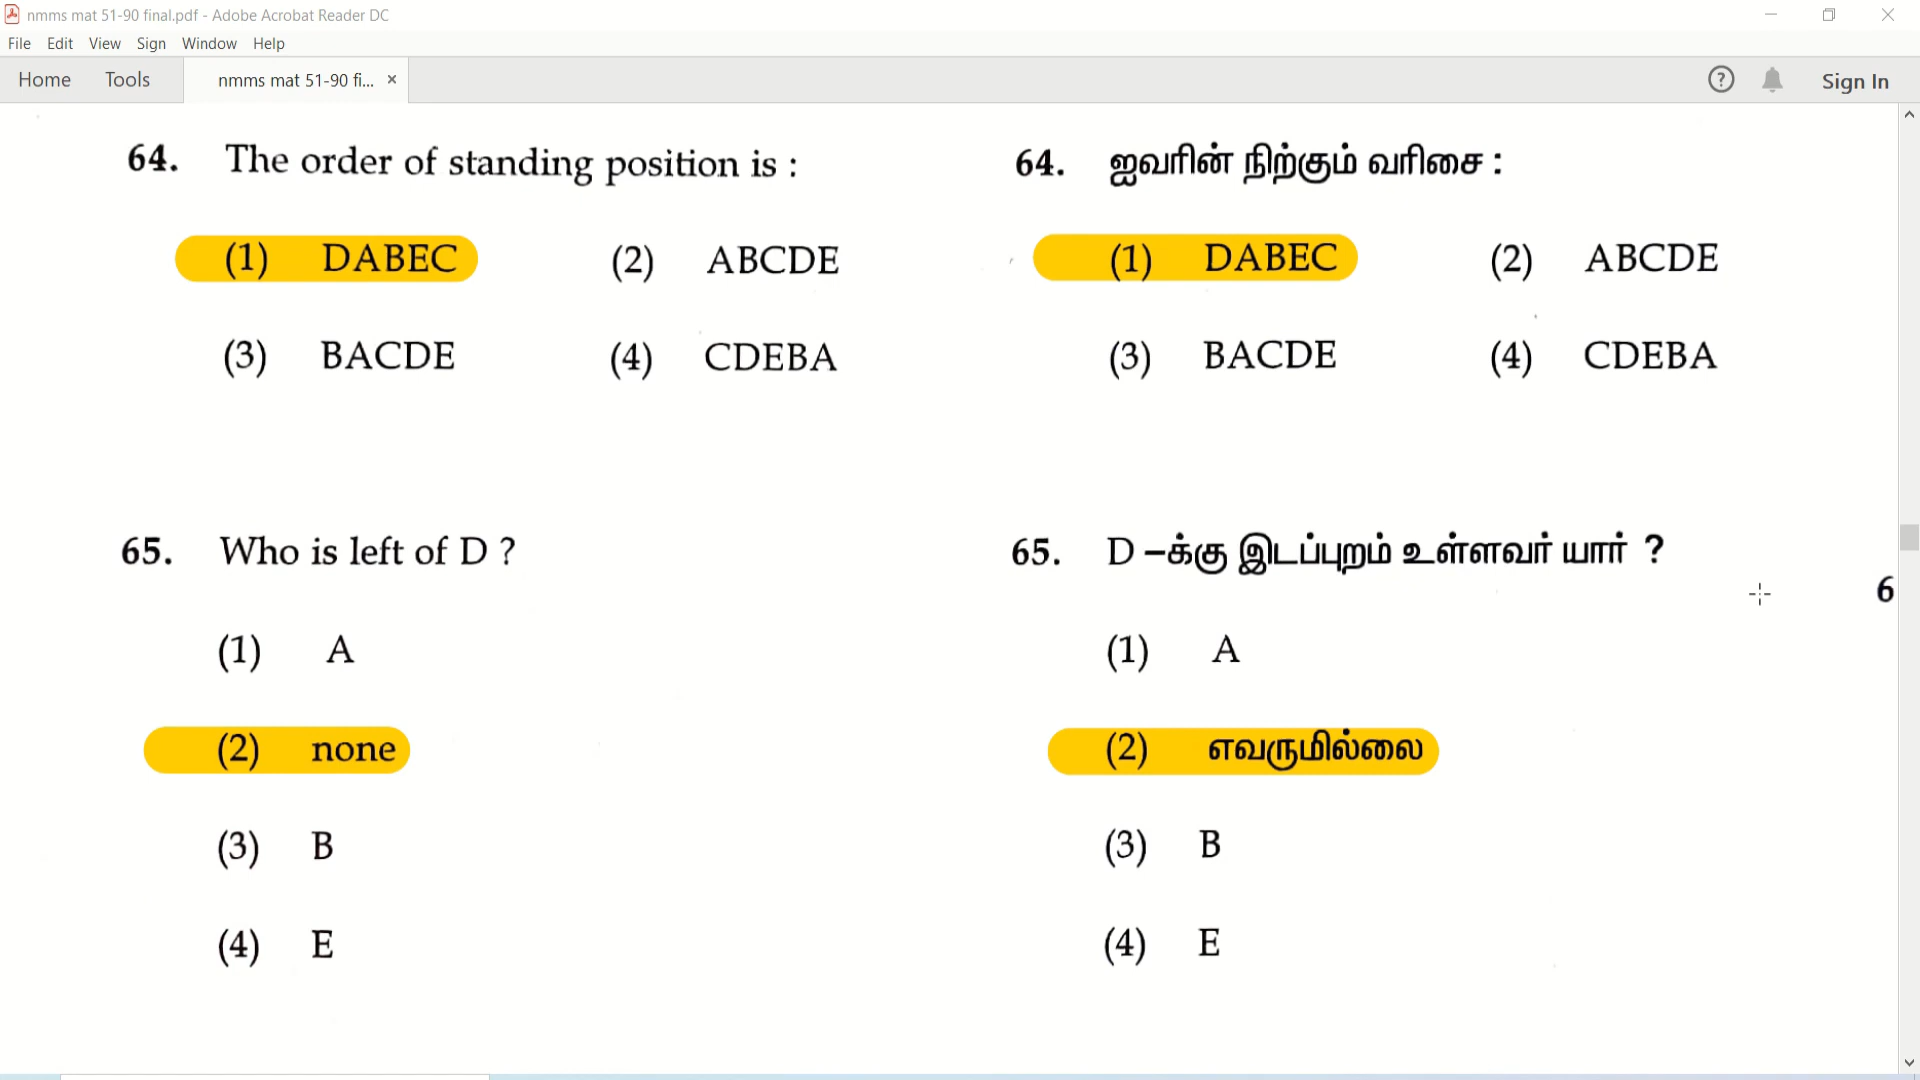 nmms mat 51-90 final.pdf - Adobe Acrobat Reader DC
File Edit View Sign Window Help
Home Tools nmms mat 51-90 fi... × ? Sign In
64. The order of standing position is :
(1) DABEC (2) ABCDE
(3) BACDE (4) CDEBA
65. Who is left of D ?
(1) A
(2) none
(3) B
(4) E
64. ஐவரின் நிற்கும் வரிசை :
(1) DABEC (2) ABCDE
(3) BACDE (4) CDEBA
65. D –க்கு இடப்புறம் உள்ளவர் யார் ?
(1) A
(2) எவருமில்லை
(3) B
(4) E
6